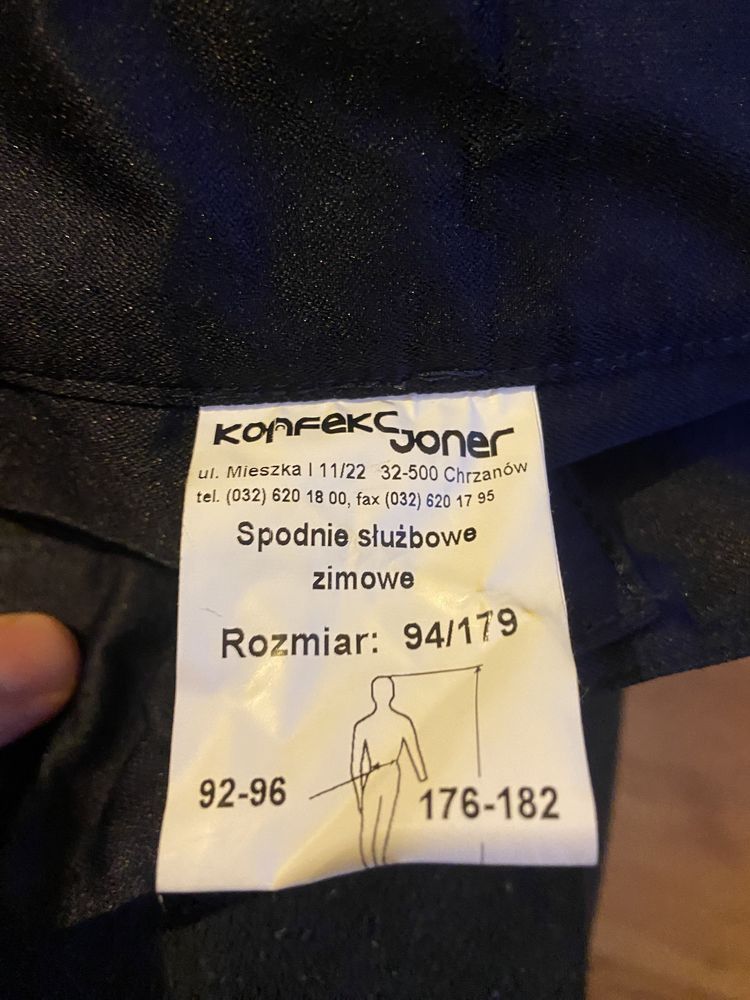 Konfekcjoner
ul. Mieszka I 11/22 32-500 Chrzanów
tel. (032) 620 18 00, fax (032) 620 17 95
Spodnie służbowe
zimowe
Rozmiar: 94/179
92-96
176-182